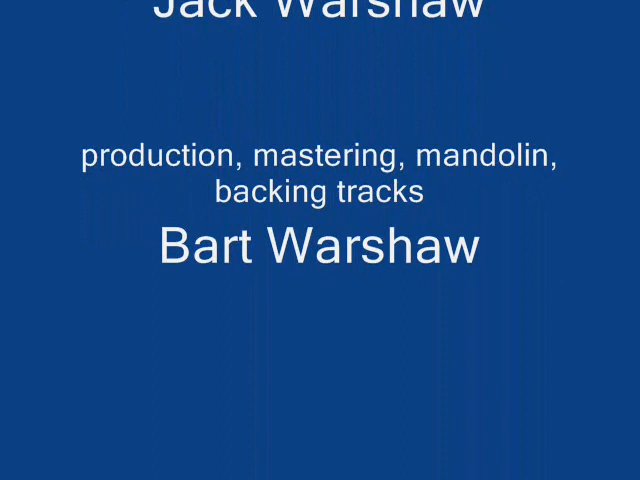 Jack Warshaw
production, mastering, mandolin,
backing tracks
Bart Warshaw